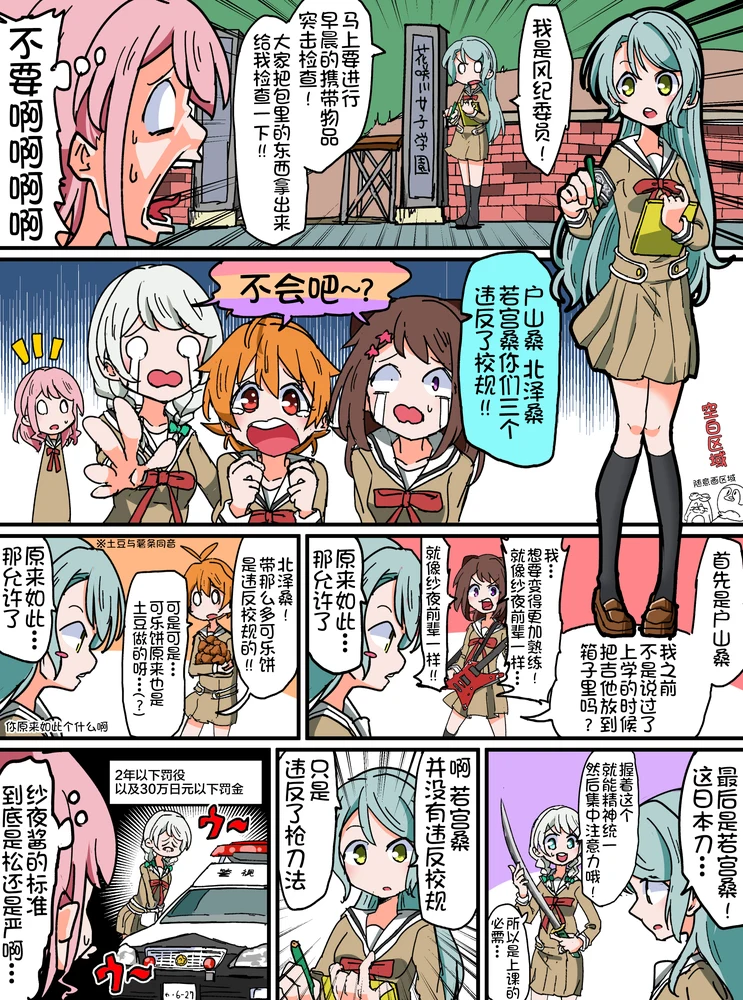 我是风纪委员！
花咲川女子学園
马上要进行
早晨的携带物品
突击检查！
大家把包里的东西拿出来
给我检查一下!!
不要啊啊啊啊
户山桑 北泽桑
若宫桑你们三个
违反了校规!!
不会吧～?
空白区域
随意画区域
首先是户山桑
我之前
不是说过了
上学的时候
把吉他放到
箱子里吗？
我…
想要变得更加熟练！
就像纱夜前辈一样…
就像纱夜前辈一样!!
原来如此…
那允许了
※土豆与薯条同音
北泽桑！
带那么多可乐饼
是违反校规的!!
可是可是…
可乐饼原来也是
土豆做的呀…?)
原来如此…
那允许了
你原来如此个什么啊
最后是若宫桑！
这日本刀…
握着这个
就能精神统一
然后集中注意力哦！
所以是上课的
必需…
啊 若宫桑
并没有违反校规
只是
违反了枪刀法
2年以下罚役
以及30万日元以下罚金
ウ～
警視
ウ～
か·6-27
纱夜酱的标准
到底是松还是严啊…